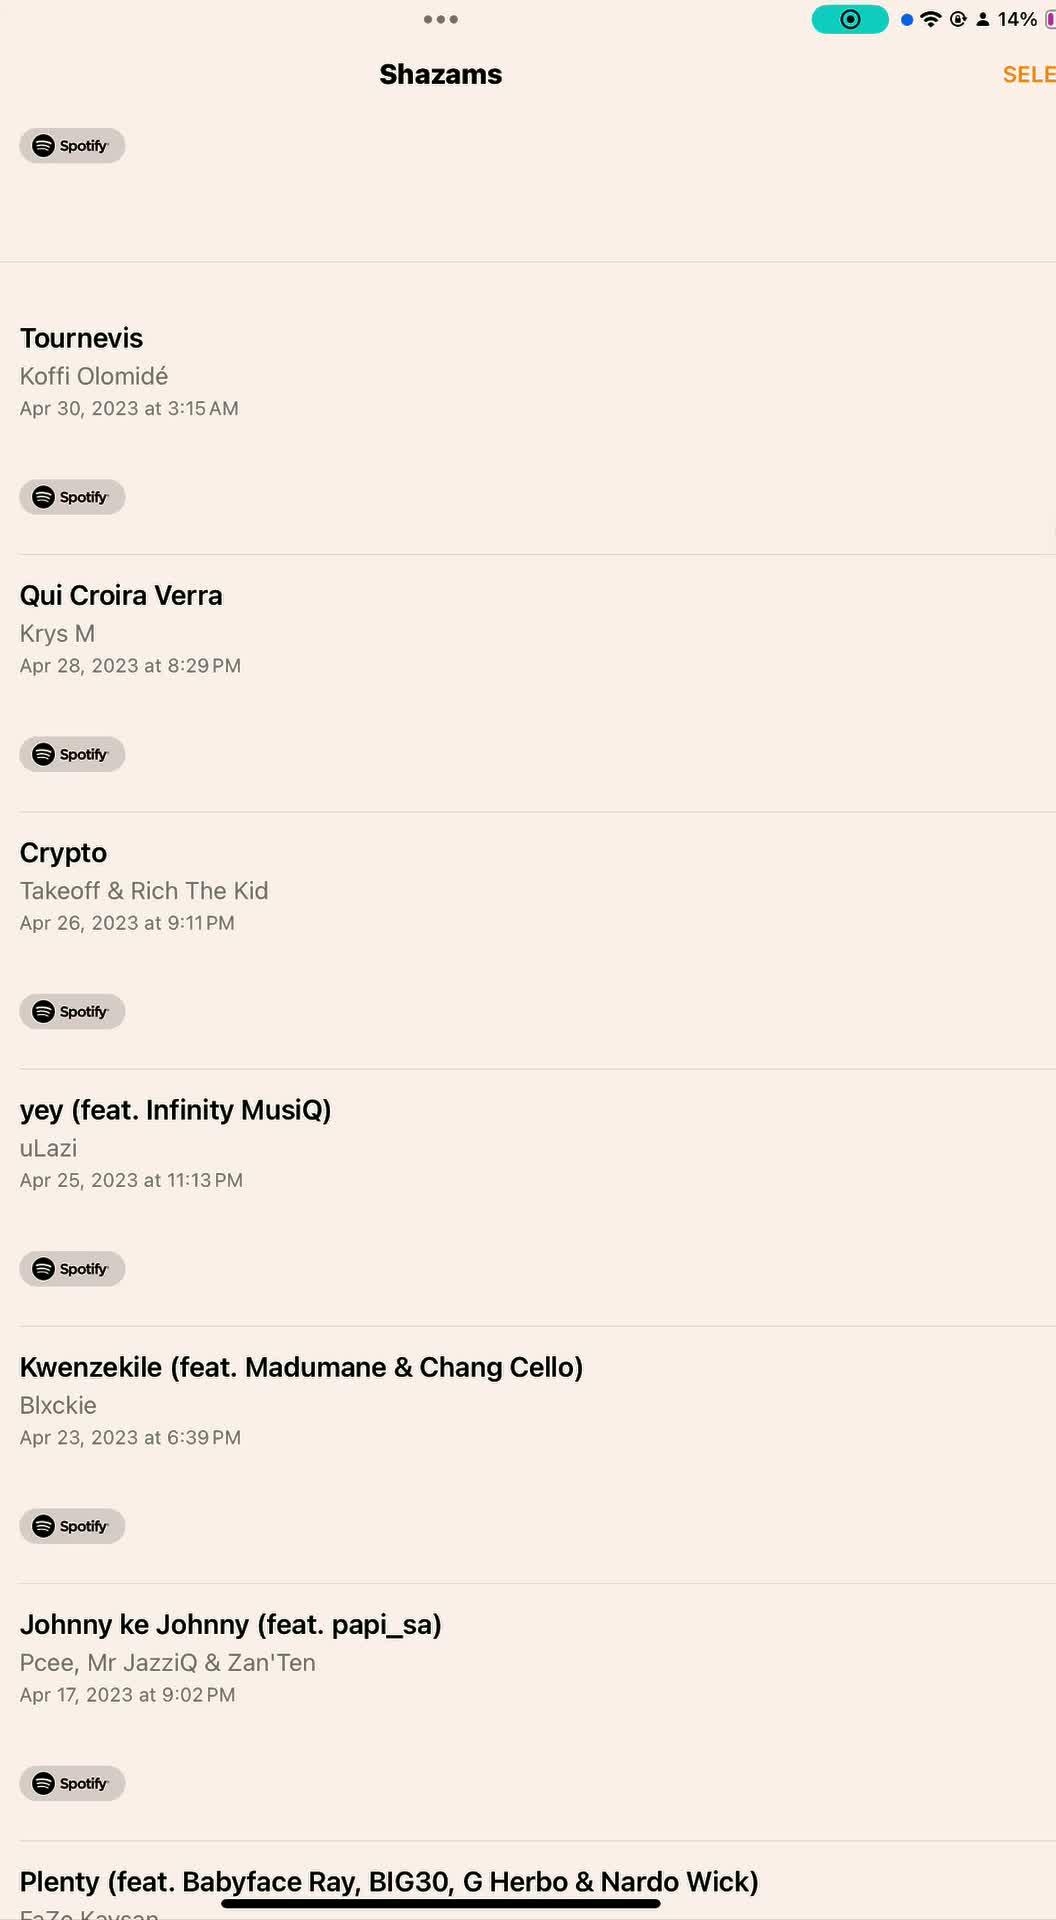 14%
Shazams
SELE
Spotify
Tournevis
Koffi Olomidé
Apr 30, 2023 at 3:15 AM
Spotify
Qui Croira Verra
Krys M
Apr 28, 2023 at 8:29 PM
Spotify
Crypto
Takeoff & Rich The Kid
Apr 26, 2023 at 9:11 PM
Spotify
yey (feat. Infinity MusiQ)
uLazi
Apr 25, 2023 at 11:13 PM
Spotify
Kwenzekile (feat. Madumane & Chang Cello)
Blxckie
Apr 23, 2023 at 6:39 PM
Spotify
Johnny ke Johnny (feat. papi_sa)
Pcee, Mr JazziQ & Zan'Ten
Apr 17, 2023 at 9:02 PM
Spotify
Plenty (feat. Babyface Ray, BIG30, G Herbo & Nardo Wick)
FaZe Kaysan